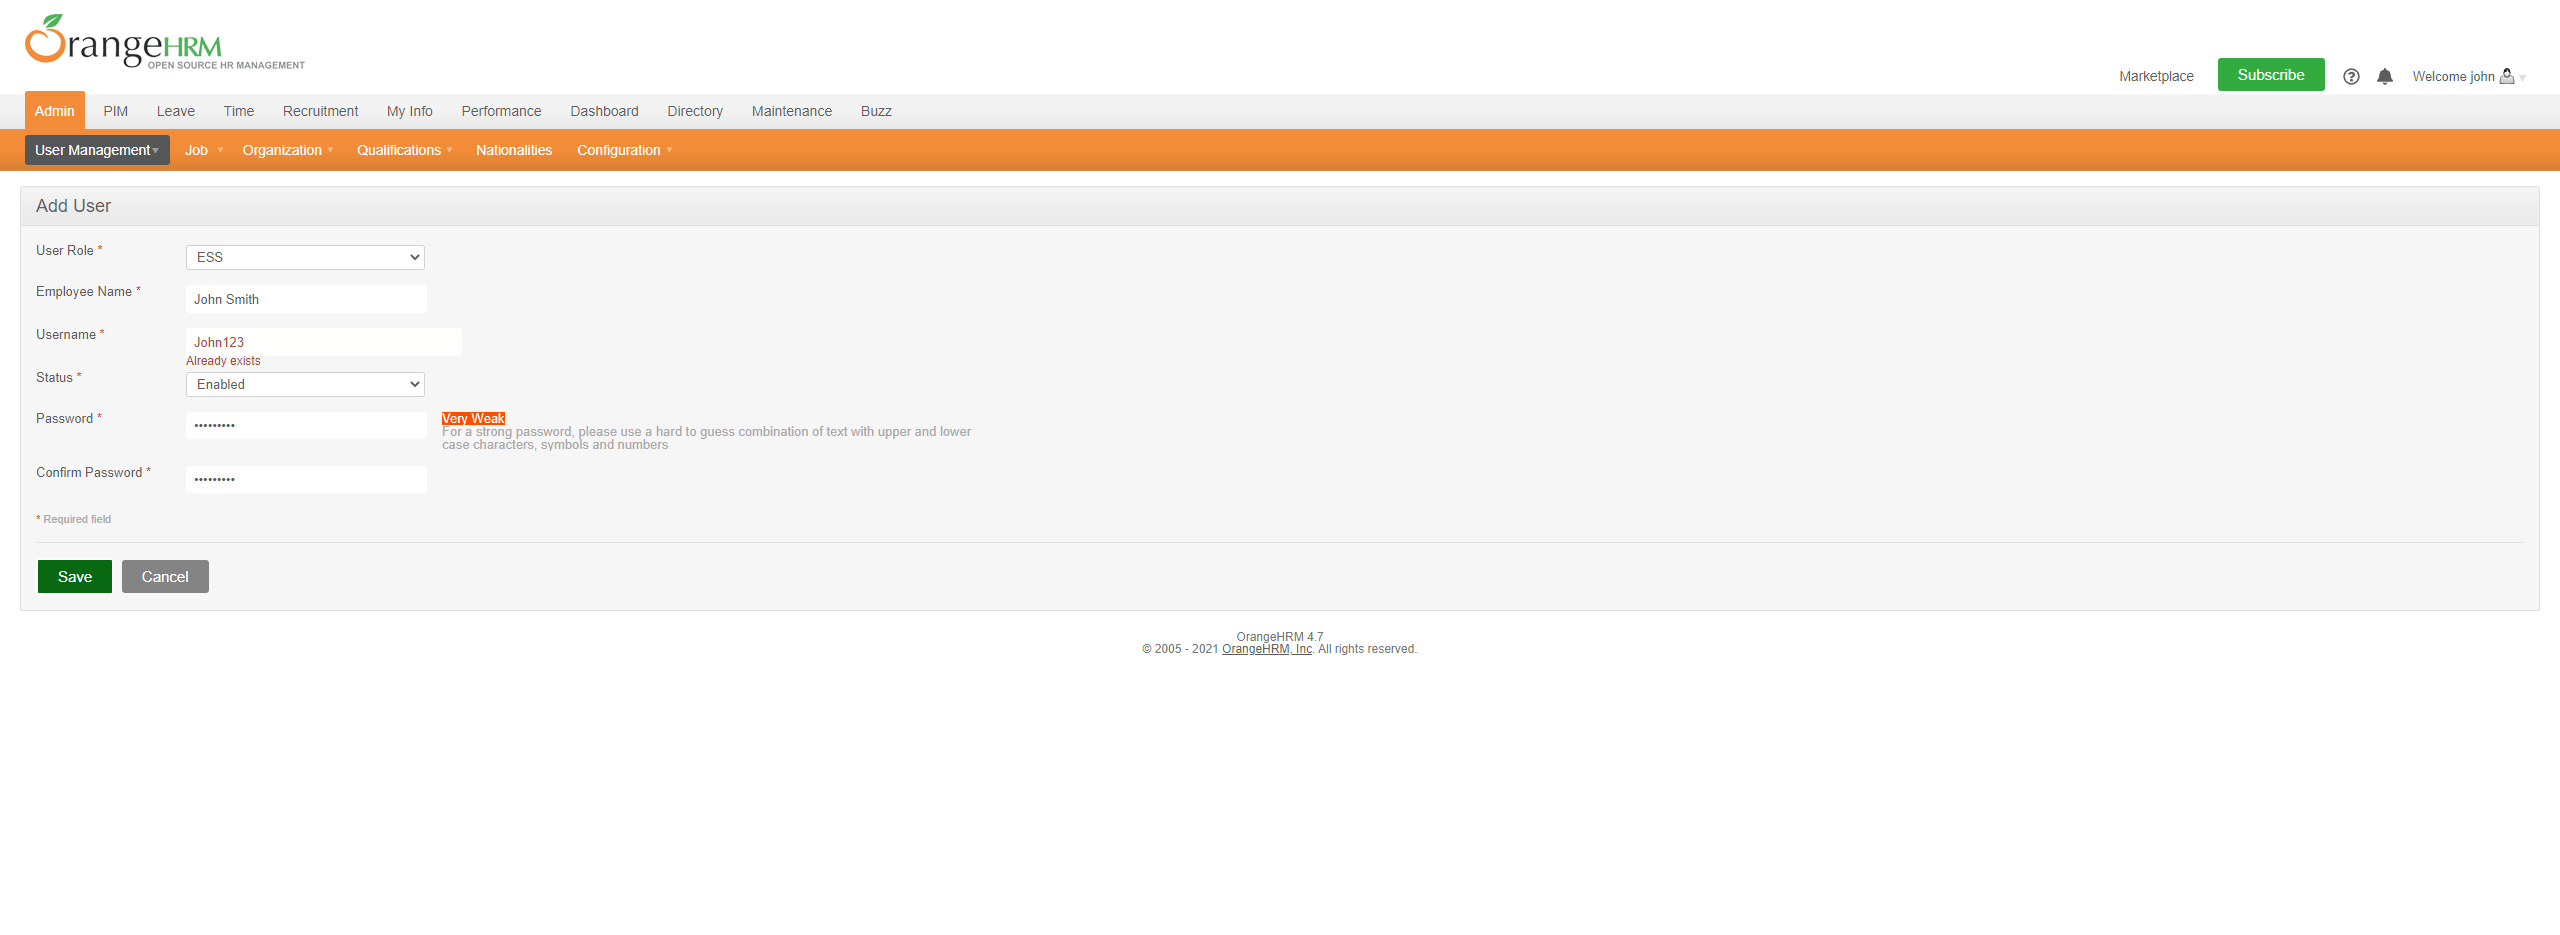 OrangeHRM
OPEN SOURCE HR MANAGEMENT
Marketplace Subscribe Welcome john
Admin PIM Leave Time Recruitment My Info Performance Dashboard Directory Maintenance Buzz
User Management Job Organization Qualifications Nationalities Configuration
Add User
User Role * ESS
Employee Name * John Smith
Username * John123
Already exists
Status * Enabled
Password * ••••••••• Very Weak
For a strong password, please use a hard to guess combination of text with upper and lower
case characters, symbols and numbers
Confirm Password * •••••••••
* Required field
Save Cancel
OrangeHRM 4.7
© 2005 - 2021 OrangeHRM, Inc. All rights reserved.